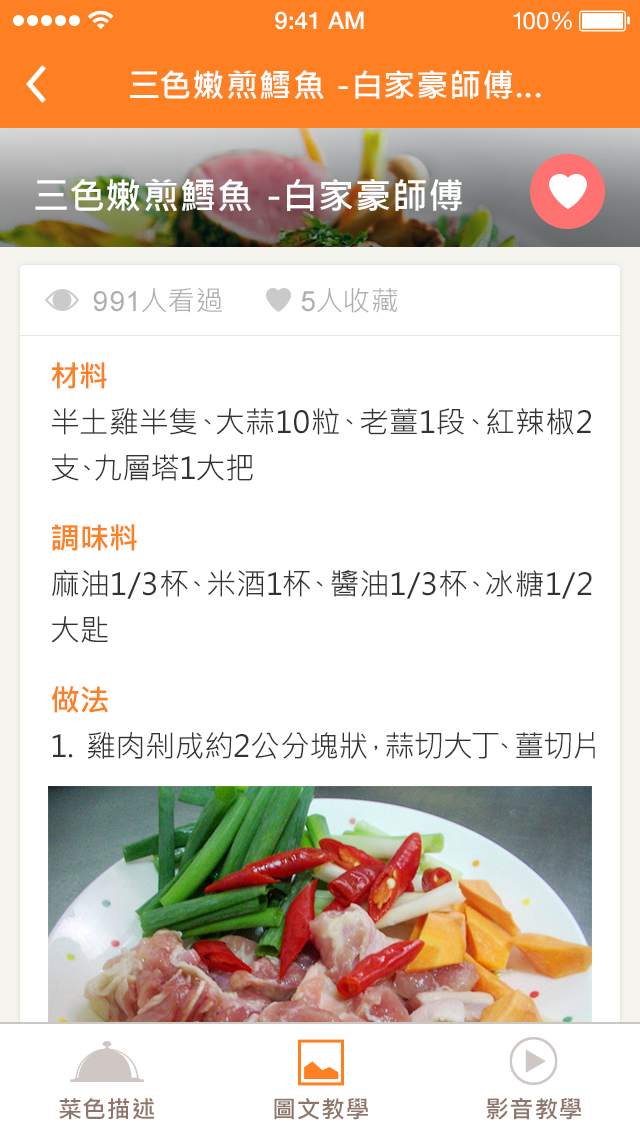 9:41 AM 100%
三色嫩煎鱈魚 -白家豪師傅...
三色嫩煎鱈魚 -白家豪師傅
991人看過 5人收藏
材料
半土雞半隻、大蒜10粒、老薑1段、紅辣椒2
支、九層塔1大把
調味料
麻油1/3杯、米酒1杯、醬油1/3杯、冰糖1/2
大匙
做法
1. 雞肉剁成約2公分塊狀，蒜切大丁、薑切片
菜色描述 圖文教學 影音教學